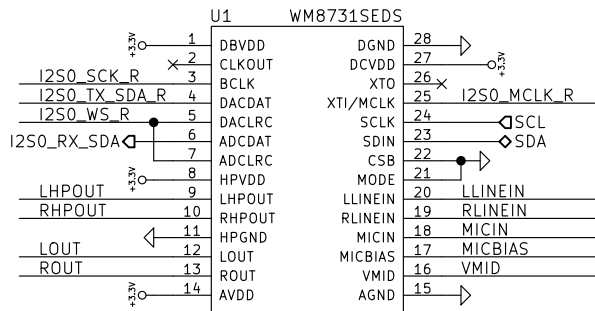 U1 WM8731SEDS
+3.3V 1 DBVDD DGND 28
2 CLKOUT DCVDD 27 +3.3V
I2S0_SCK_R 3 BCLK XTO 26
I2S0_TX_SDA_R 4 DACDAT XTI/MCLK 25 I2S0_MCLK_R
I2S0_WS_R 5 DACLRC SCLK 24 SCL
I2S0_RX_SDA 6 ADCDAT SDIN 23 SDA
7 ADCLRC CSB 22
+3.3V 8 HPVDD MODE 21
LHPOUT 9 LHPOUT LLINEIN 20 LLINEIN
RHPOUT 10 RHPOUT RLINEIN 19 RLINEIN
11 HPGND MICIN 18 MICIN
LOUT 12 LOUT MICBIAS 17 MICBIAS
ROUT 13 ROUT VMID 16 VMID
+3.3V 14 AVDD AGND 15